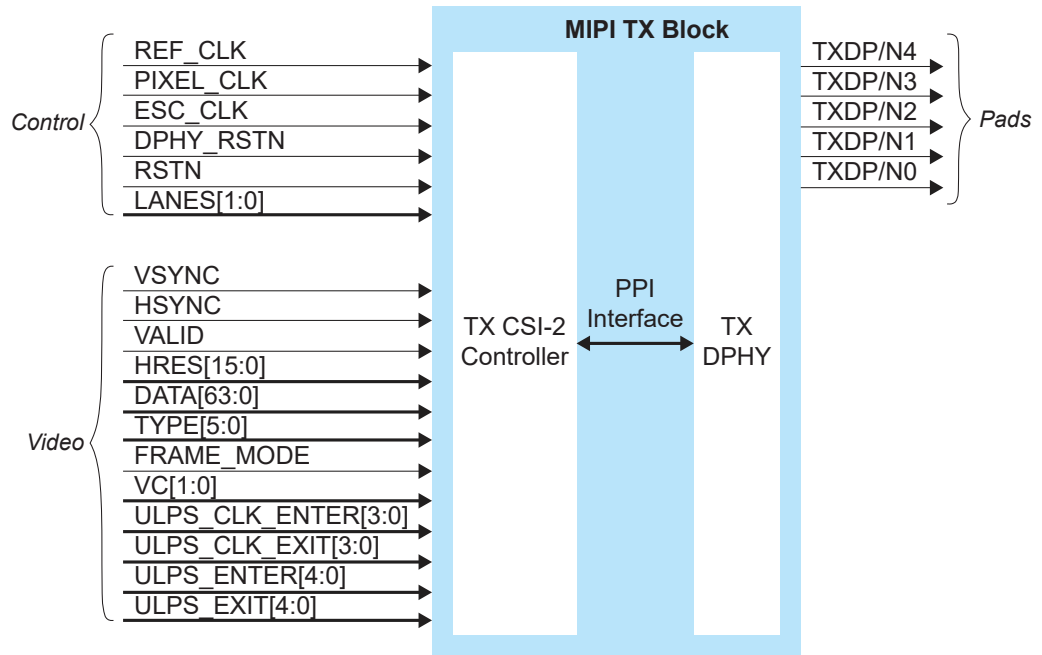 MIPI TX Block
Control
REF_CLK
PIXEL_CLK
ESC_CLK
DPHY_RSTN
RSTN
LANES[1:0]
Video
VSYNC
HSYNC
VALID
HRES[15:0]
DATA[63:0]
TYPE[5:0]
FRAME_MODE
VC[1:0]
ULPS_CLK_ENTER[3:0]
ULPS_CLK_EXIT[3:0]
ULPS_ENTER[4:0]
ULPS_EXIT[4:0]
TX CSI-2
Controller
PPI
Interface
TX
DPHY
TXDP/N4
TXDP/N3
TXDP/N2
TXDP/N1
TXDP/N0
Pads